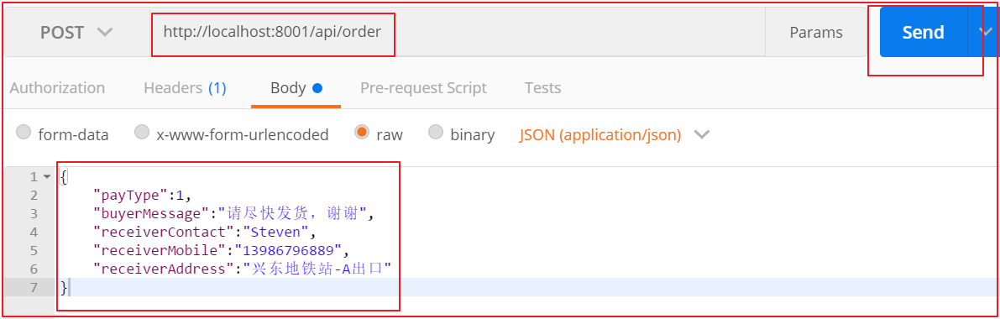 POST http://localhost:8001/api/order Params Send
Authorization Headers (1) Body Pre-request Script Tests
form-data x-www-form-urlencoded raw binary JSON (application/json)
1 {
2 "payType":1,
3 "buyerMessage":"请尽快发货，谢谢",
4 "receiverContact":"Steven",
5 "receiverMobile":"13986796889",
6 "receiverAddress":"兴东地铁站-A出口"
7 }